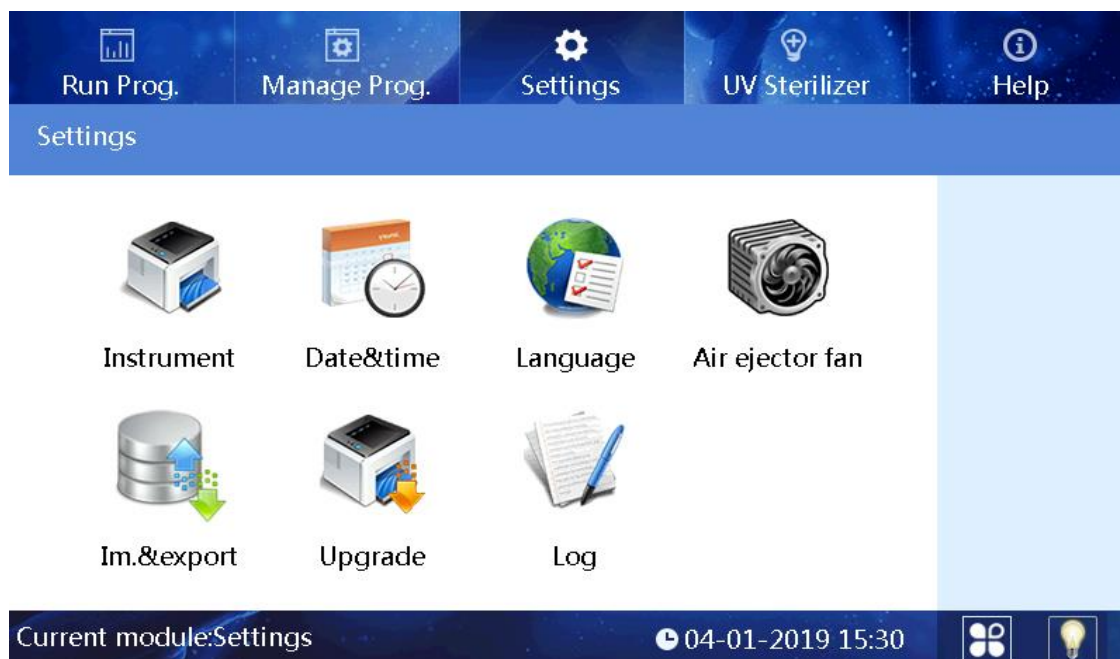 Run Prog. Manage Prog. Settings UV Sterilizer Help
Settings
Instrument Date&time Language Air ejector fan
Im.&export Upgrade Log
Current module:Settings 04-01-2019 15:30